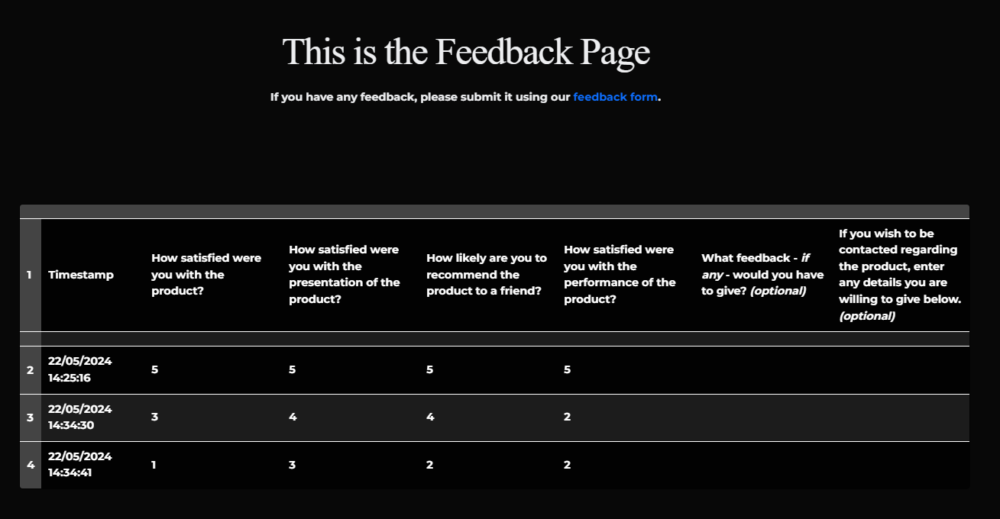 This is the Feedback Page
If you have any feedback, please submit it using our feedback form.
1
Timestamp
How satisfied were
you with the
product?
How satisfied were
you with the
presentation of the
product?
How likely are you to
recommend the
product to a friend?
How satisfied were
you with the
performance of the
product?
What feedback - if
any - would you have
to give? (optional)
If you wish to be
contacted regarding
the product, enter
any details you are
willing to give below.
(optional)
2
22/05/2024
14:25:16
5
5
5
5
3
22/05/2024
14:34:30
3
4
4
2
4
22/05/2024
14:34:41
1
3
2
2